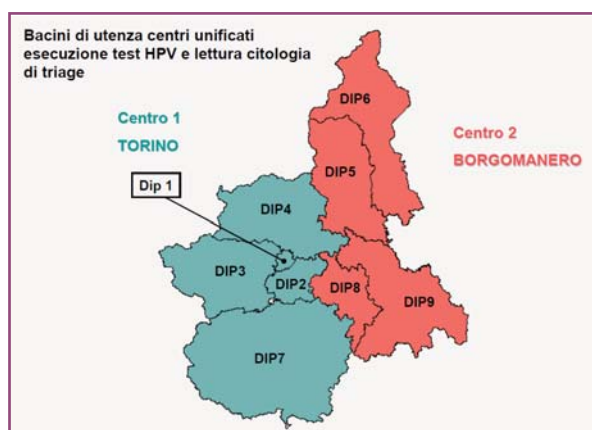 Bacini di utenza centri unificati
esecuzione test HPV e lettura citologia
di triage
DIP6
Centro 1
TORINO
Centro 2
BORGOMANERO
Dip 1
DIP5
DIP4
DIP3
DIP2
DIP8
DIP9
DIP7